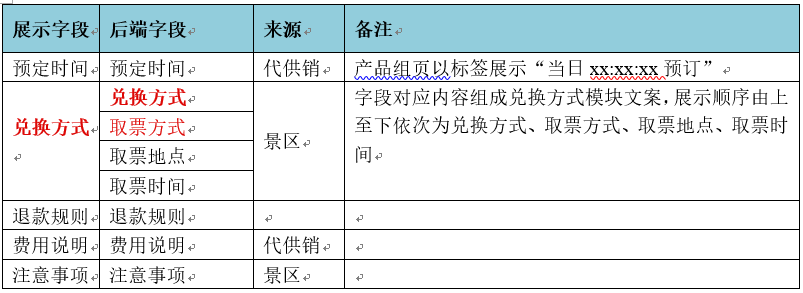 展示字段 后端字段 来源 备注
预定时间 预定时间 代供销 产品组页以标签展示“当日 xx:xx:xx 预订”
兑换方式 兑换方式 景区 字段对应内容组成兑换方式模块文案,展示顺序由上
取票方式 至下依次为兑换方式、取票方式、取票地点、取票时
取票地点 间
取票时间
退款规则 退款规则
费用说明 费用说明 代供销
注意事项 注意事项 景区